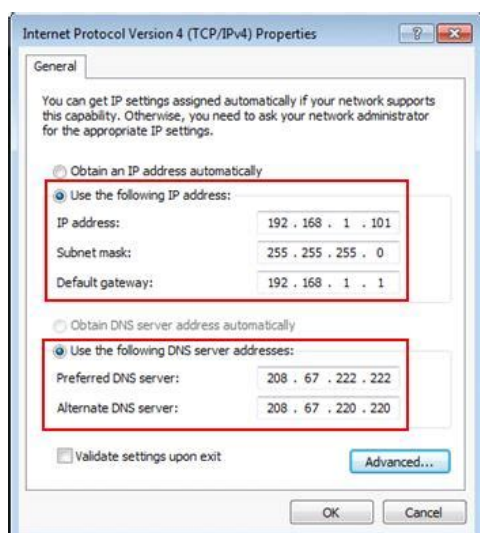 Internet Protocol Version 4 (TCP/IPv4) Properties
General
You can get IP settings assigned automatically if your network supports
this capability. Otherwise, you need to ask your network administrator
for the appropriate IP settings.
Obtain an IP address automatically
Use the following IP address:
IP address: 192 . 168 . 1 . 101
Subnet mask: 255 . 255 . 255 . 0
Default gateway: 192 . 168 . 1 . 1
Obtain DNS server address automatically
Use the following DNS server addresses:
Preferred DNS server: 208 . 67 . 222 . 222
Alternate DNS server: 208 . 67 . 220 . 220
Validate settings upon exit
Advanced...
OK Cancel